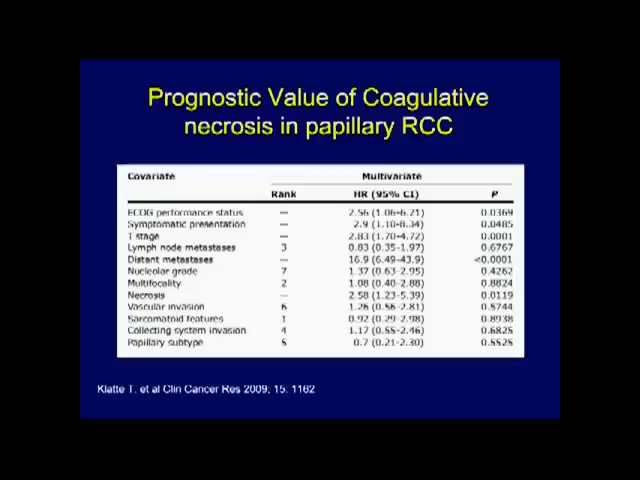 Prognostic Value of Coagulative
necrosis in papillary RCC
Covariate Multivariate
Rank HR (95% CI) P
ECOG performance status — 2.56 (1.06-6.21) 0.0369
Symptomatic presentation — 2.9 (1.10-8.34) 0.0485
T stage — 2.83 (1.70-4.72) 0.0001
Lymph node metastases 3 0.83 (0.35-1.97) 0.6767
Distant metastases — 16.9 (6.49-43.9) <0.0001
Nucleolar grade 7 1.37 (0.63-2.95) 0.4262
Multifocality 2 1.08 (0.40-2.88) 0.8824
Necrosis — 2.58 (1.23-5.39) 0.0119
Vascular invasion 6 1.26 (0.56-2.81) 0.5744
Sarcomatoid features 1 0.92 (0.29-2.98) 0.8938
Collecting system invasion 4 1.17 (0.55-2.46) 0.6825
Papillary subtype 5 0.7 (0.21-2.30) 0.5525
Klatte T. et al Clin Cancer Res 2009; 15: 1162